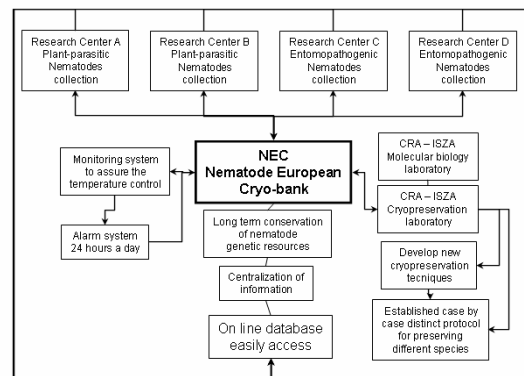 Research Center A
Plant-parasitic
Nematodes
collection
Research Center B
Plant-parasitic
Nematodes
collection
Research Center C
Entomopathogenic
Nematodes
collection
Research Center D
Entomopathogenic
Nematodes
collection
NEC
Nematode European
Cryo-bank
Monitoring system
to assure the
temperature control
Alarm system
24 hours a day
CRA – ISZA
Molecular biology
laboratory
CRA – ISZA
Cryopreservation
laboratory
Long term conservation
of nematode
genetic resources
Centralization of
information
On line database
easily access
Develop new
cryopreservation
tecniques
Established case by
case distinct protocol
for preserving
different species